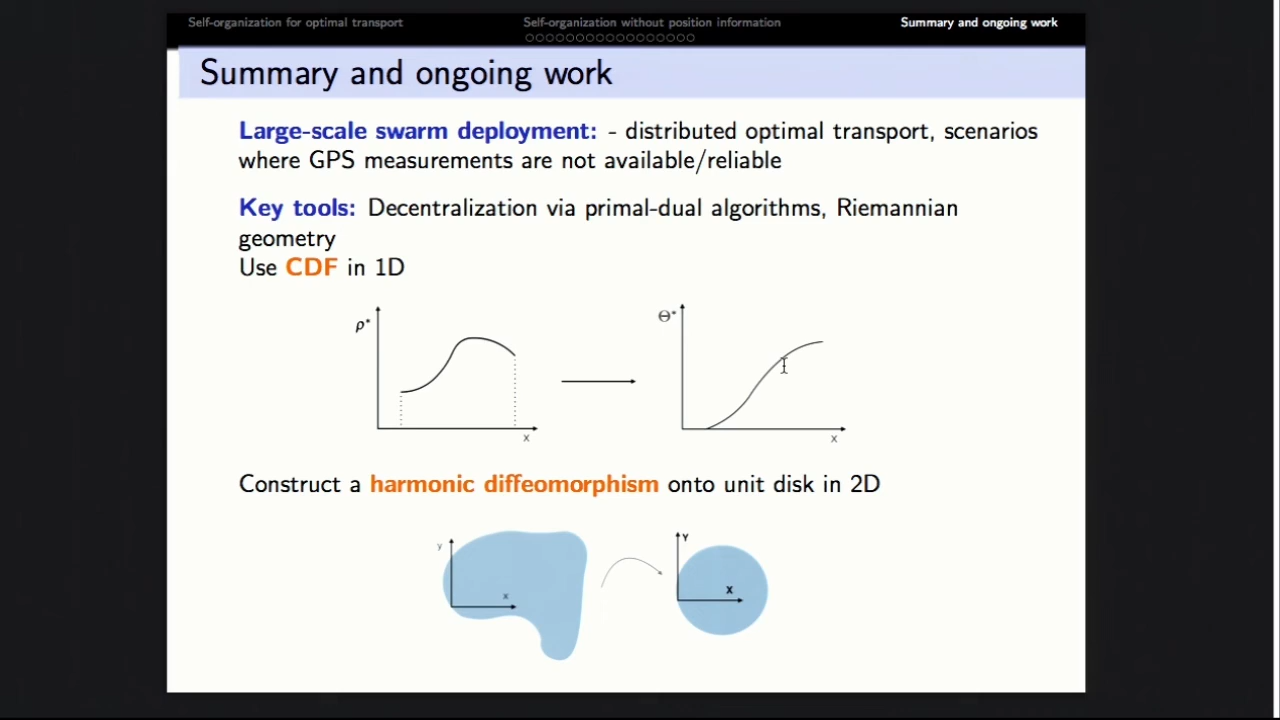 Self-organization for optimal transport
Self-organization without position information
Summary and ongoing work
Summary and ongoing work
Large-scale swarm deployment: - distributed optimal transport, scenarios
where GPS measurements are not available/reliable
Key tools: Decentralization via primal-dual algorithms, Riemannian
geometry
Use CDF in 1D
ρ*
x
Θ*
x
Construct a harmonic diffeomorphism onto unit disk in 2D
y
x
Y
X